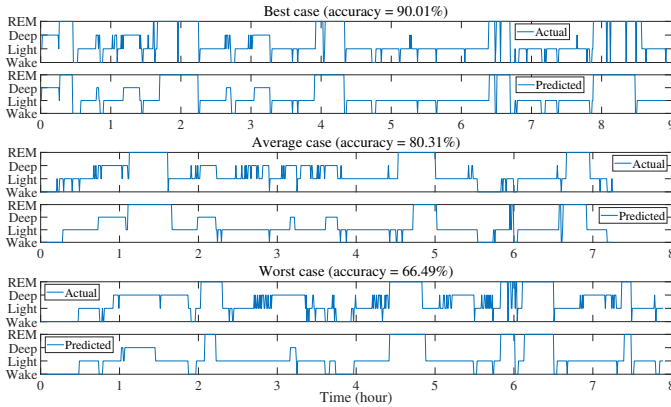 Best case (accuracy = 90.01%)
REM
Deep
Light
Wake
Actual
REM
Deep
Light
Wake
Predicted
0 1 2 3 4 5 6 7 8 9
Average case (accuracy = 80.31%)
REM
Deep
Light
Wake
Actual
REM
Deep
Light
Wake
Predicted
0 1 2 3 4 5 6 7 8
Worst case (accuracy = 66.49%)
REM
Deep
Light
Wake
Actual
REM
Deep
Light
Wake
Predicted
0 1 2 3 4 5 6 7 8
Time (hour)